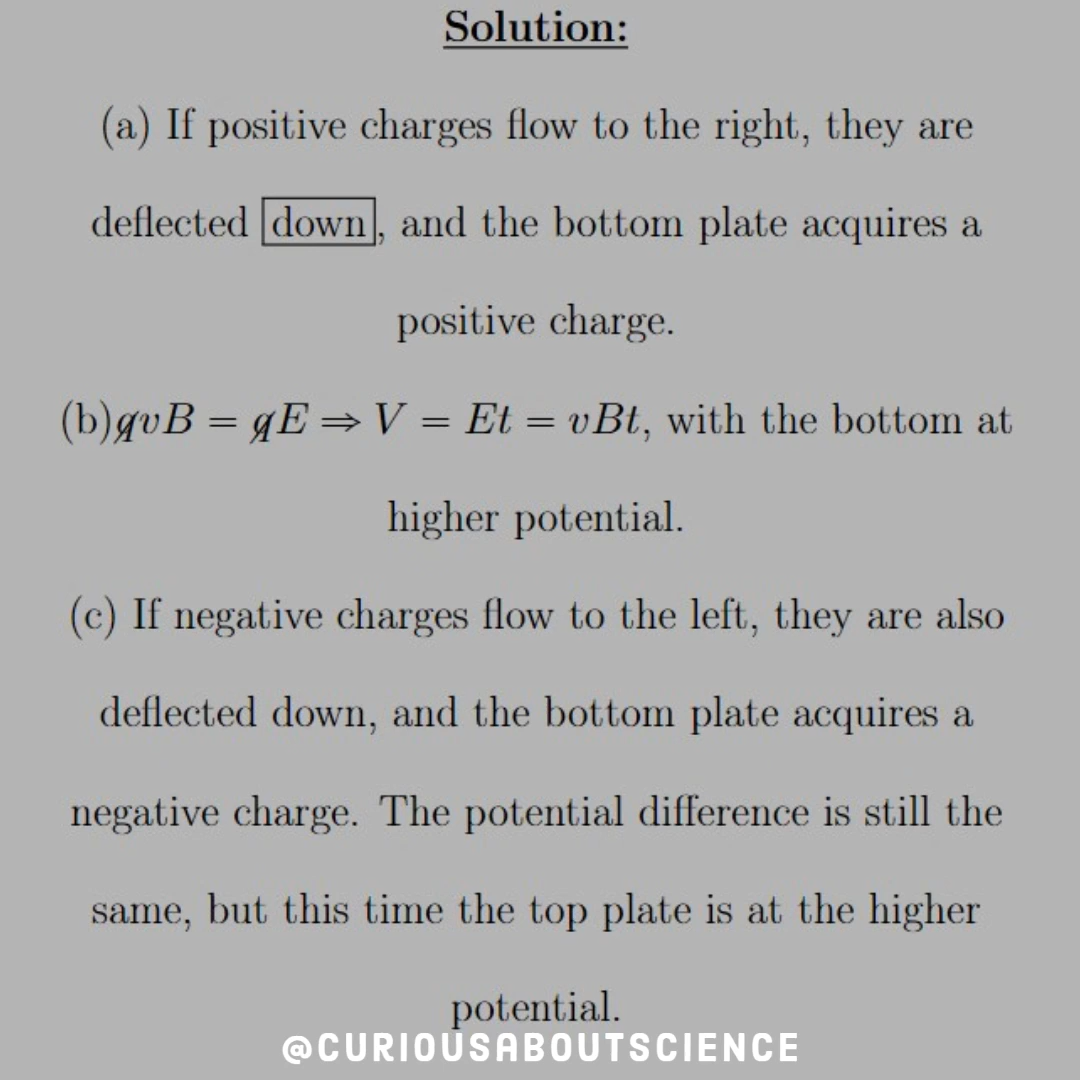 Solution:
(a) If positive charges flow to the right, they are
deflected down, and the bottom plate acquires a
positive charge.
(b)qvB = qE ⇒ V = Et = vBt, with the bottom at
higher potential.
(c) If negative charges flow to the left, they are also
deflected down, and the bottom plate acquires a
negative charge. The potential difference is still the
same, but this time the top plate is at the higher
potential.
@CURIOUSABOUTSCIENCE